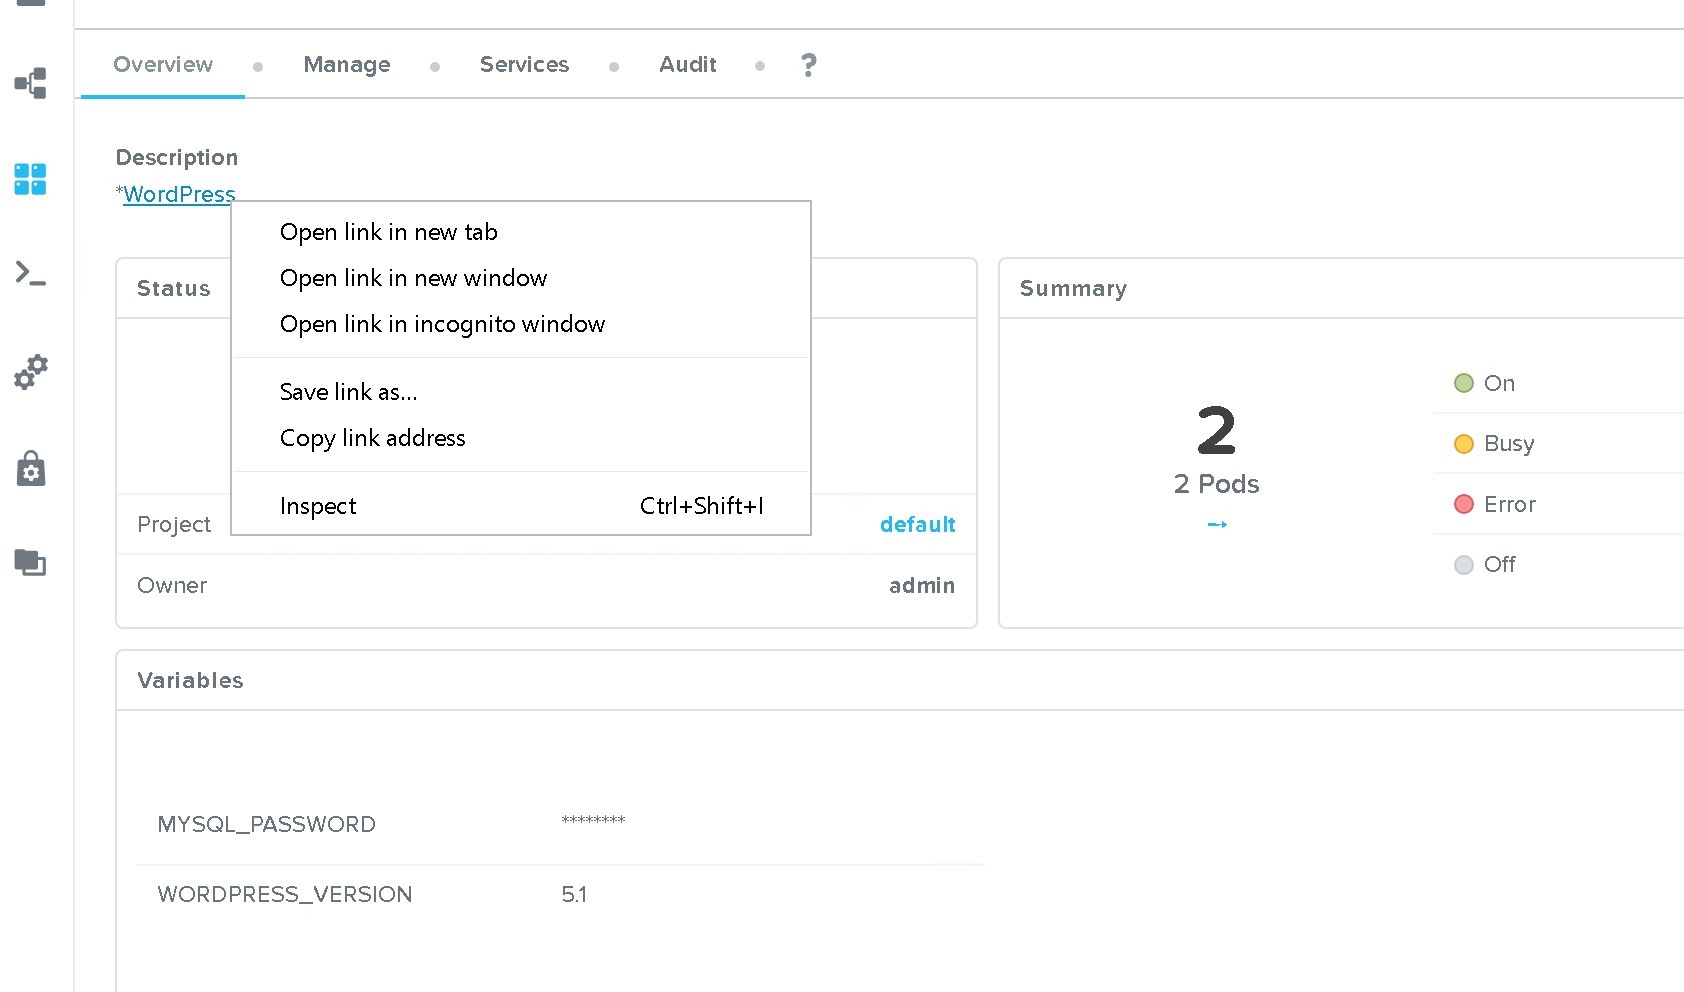 Overview Manage Services Audit ?
Description
*WordPress
Open link in new tab
Open link in new window
Open link in incognito window
Save link as...
Copy link address
Inspect Ctrl+Shift+I
Status
Project default
Owner admin
Summary
2
2 Pods
→
On
Busy
Error
Off
Variables
MYSQL_PASSWORD ********
WORDPRESS_VERSION 5.1